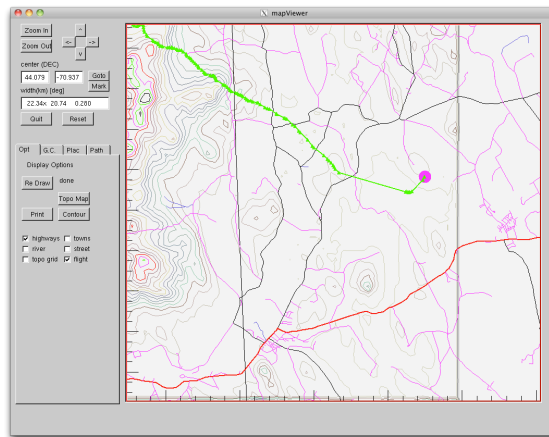 mapViewer
Zoom In
^
Zoom Out
<-
->
v
center (DEC)
44.079
-70.937
Goto
Mark
width(km) [deg]
22.34x 20.74 0.280
Quit
Reset
Opt
G.C.
Plac
Path
Display Options
Re Draw
done
Topo Map
Print
Contour
highways
towns
river
street
topo grid
flight